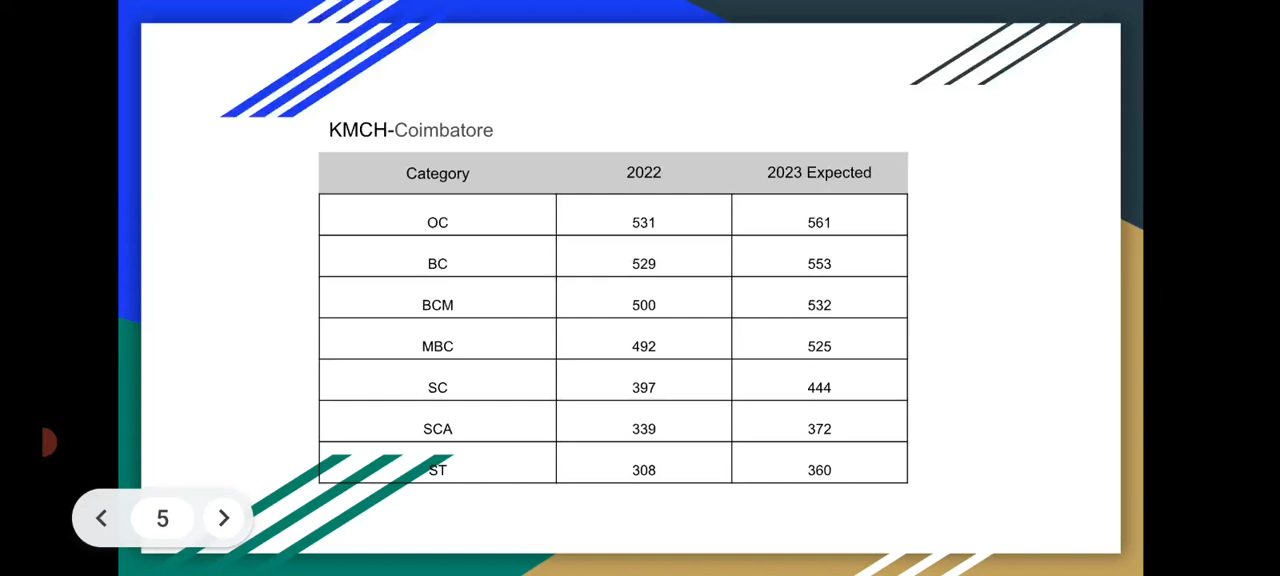 KMCH-Coimbatore
Category 2022 2023 Expected
OC 531 561
BC 529 553
BCM 500 532
MBC 492 525
SC 397 444
SCA 339 372
ST 308 360
5